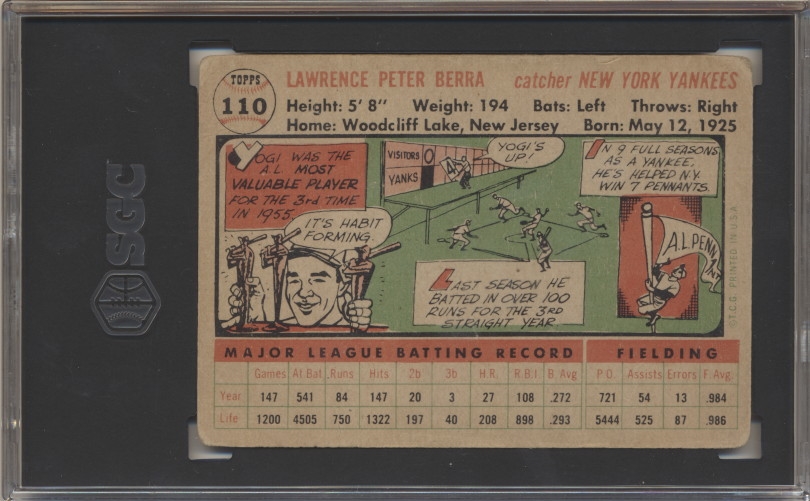 SGC
TOPPS
110
LAWRENCE PETER BERRA catcher NEW YORK YANKEES
Height: 5' 8" Weight: 194 Bats: Left Throws: Right
Home: Woodcliff Lake, New Jersey Born: May 12, 1925
YOGI WAS THE
A.L. MOST
VALUABLE PLAYER
FOR THE 3rd TIME
IN 1955.
IT'S HABIT
FORMING.
VISITORS 0
YANKS
4
YOGI'S
UP!
LAST SEASON HE
BATTED IN OVER 100
RUNS FOR THE 3RD
STRAIGHT YEAR
IN 9 FULL SEASONS
AS A YANKEE,
HE'S HELPED N.Y.
WIN 7 PENNANTS.
A.L. PENNANT
©T.C.G. PRINTED IN U.S.A.
MAJOR LEAGUE BATTING RECORD FIELDING
Games At Bat Runs Hits 2b 3b H.R. R.B.I B. Avg P.O. Assists Errors F. Avg
Year 147 541 84 147 20 3 27 108 .272 721 54 13 .984
Life 1200 4505 750 1322 197 40 208 898 .293 5444 525 87 .986